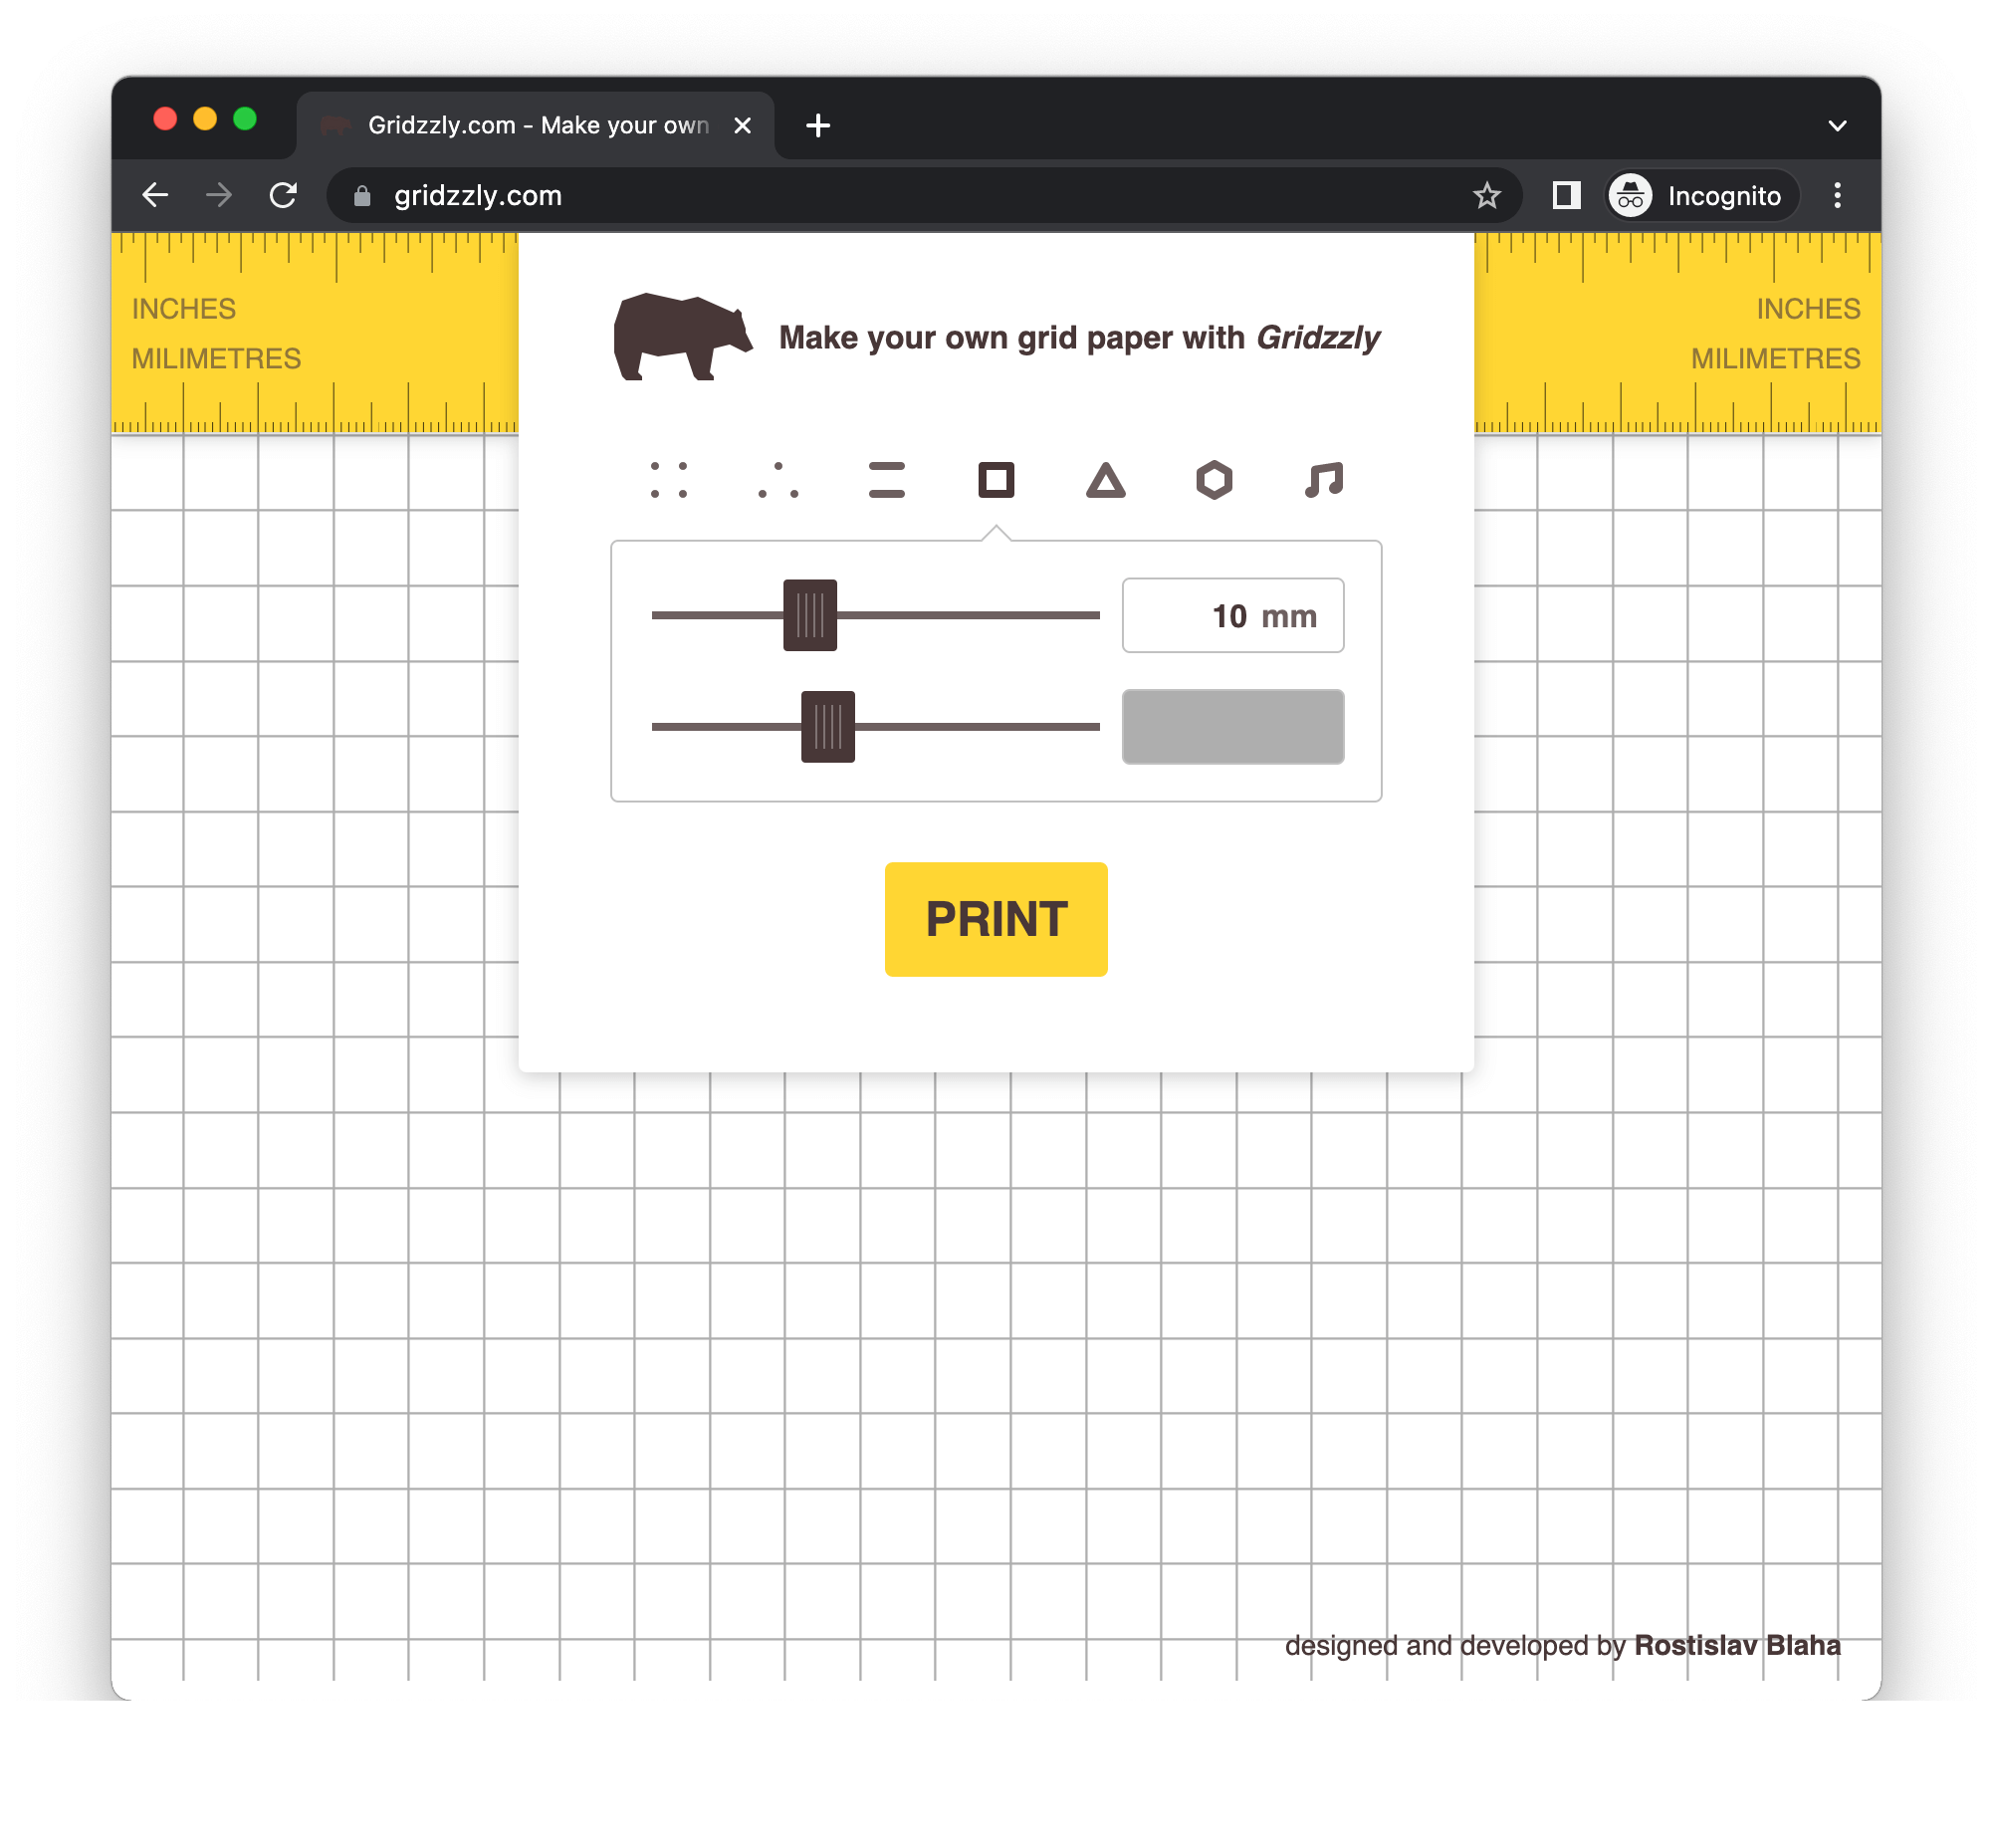 Gridzzly.com - Make your own
gridzzly.com
Incognito
INCHES
MILIMETRES
Make your own grid paper with Gridzzly
INCHES
MILIMETRES
10 mm
PRINT
designed and developed by Rostislav Blaha